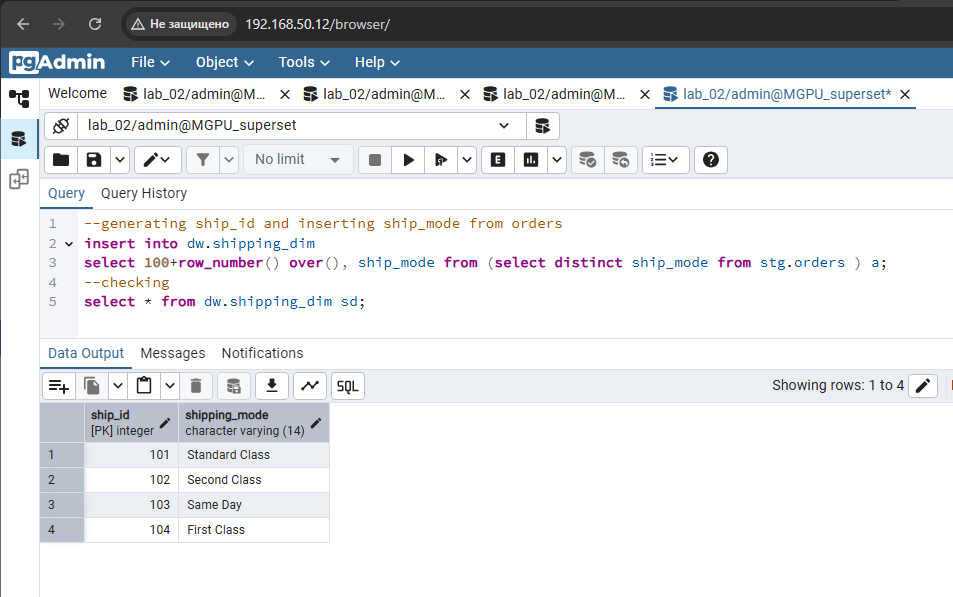 Не защищено 192.168.50.12/browser/
pgAdmin File Object Tools Help
Welcome lab_02/admin@M... lab_02/admin@M... lab_02/admin@M... lab_02/admin@MGPU_superset*
lab_02/admin@MGPU_superset
No limit E
Query Query History
1 --generating ship_id and inserting ship_mode from orders
2 insert into dw.shipping_dim
3 select 100+row_number() over(), ship_mode from (select distinct ship_mode from stg.orders ) a;
4 --checking
5 select * from dw.shipping_dim sd;
Data Output Messages Notifications
SQL Showing rows: 1 to 4
ship_id shipping_mode
[PK] integer character varying (14)
1 101 Standard Class
2 102 Second Class
3 103 Same Day
4 104 First Class